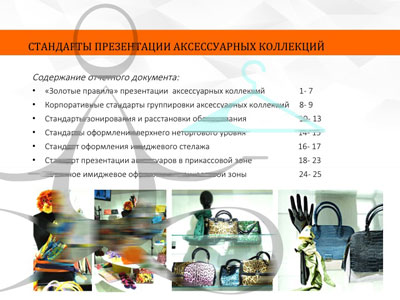 СТАНДАРТЫ ПРЕЗЕНТАЦИИ АКСЕССУАРНЫХ КОЛЛЕКЦИЙ
Содержание отчетного документа:
• «Золотые правила» презентации аксессуарных коллекций 1- 7
• Корпоративные стандарты группировки аксессуарных коллекций 8- 9
• Стандарты зонирования и расстановки оборудования 10- 13
• Стандарты оформления верхнего неторгового уровня 14- 15
• Стандарт оформления имиджевого стелажа 16- 17
• Стандарт презентации аксессуаров в прикассовой зоне 18- 23
• имиджевое зоны 24- 25